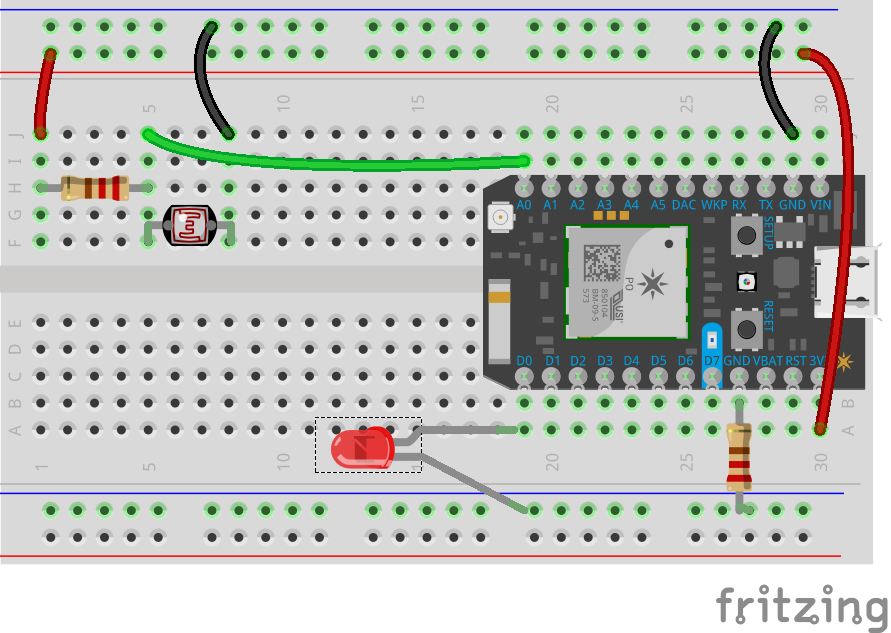 5 10 15 20 25 30
J J
I I
H
G
F
A0 A1 A2 A3 A4 A5 DAC WKP RX TX GND VIN
SETUP
P0
RESET
E
D
C
D0 D1 D2 D3 D4 D5 D6 D7 GND VBAT RST 3V
B B
A A
1 5 10 15 20 25 30
fritzing